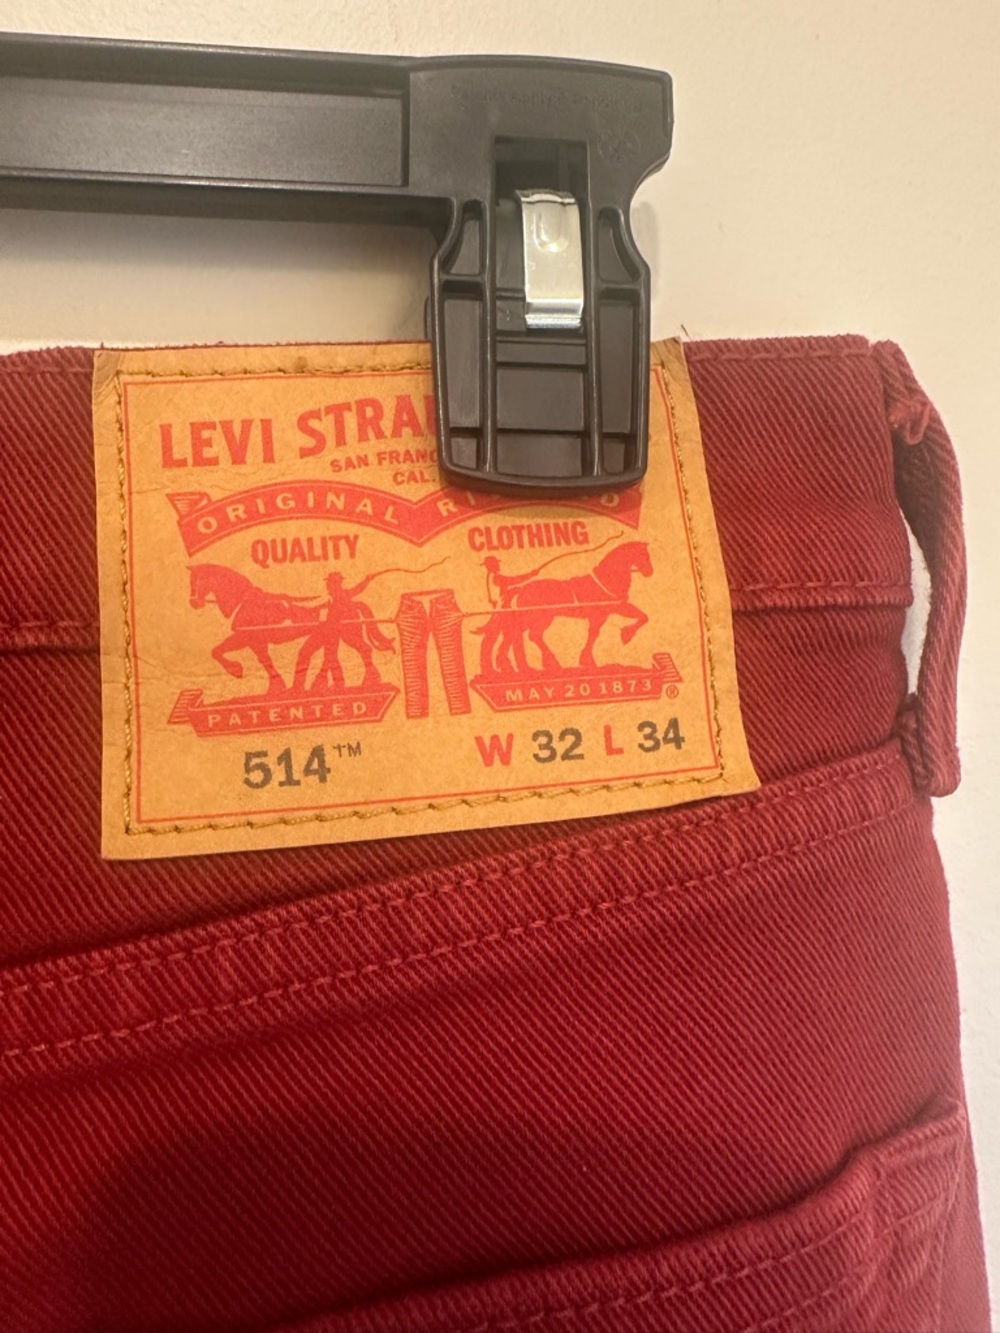 LEVI STRA
SAN FRANC
CAL.
ORIGINAL
QUALITY CLOTHING
PATENTED MAY 20 1873 ®
514™ W 32 L 34